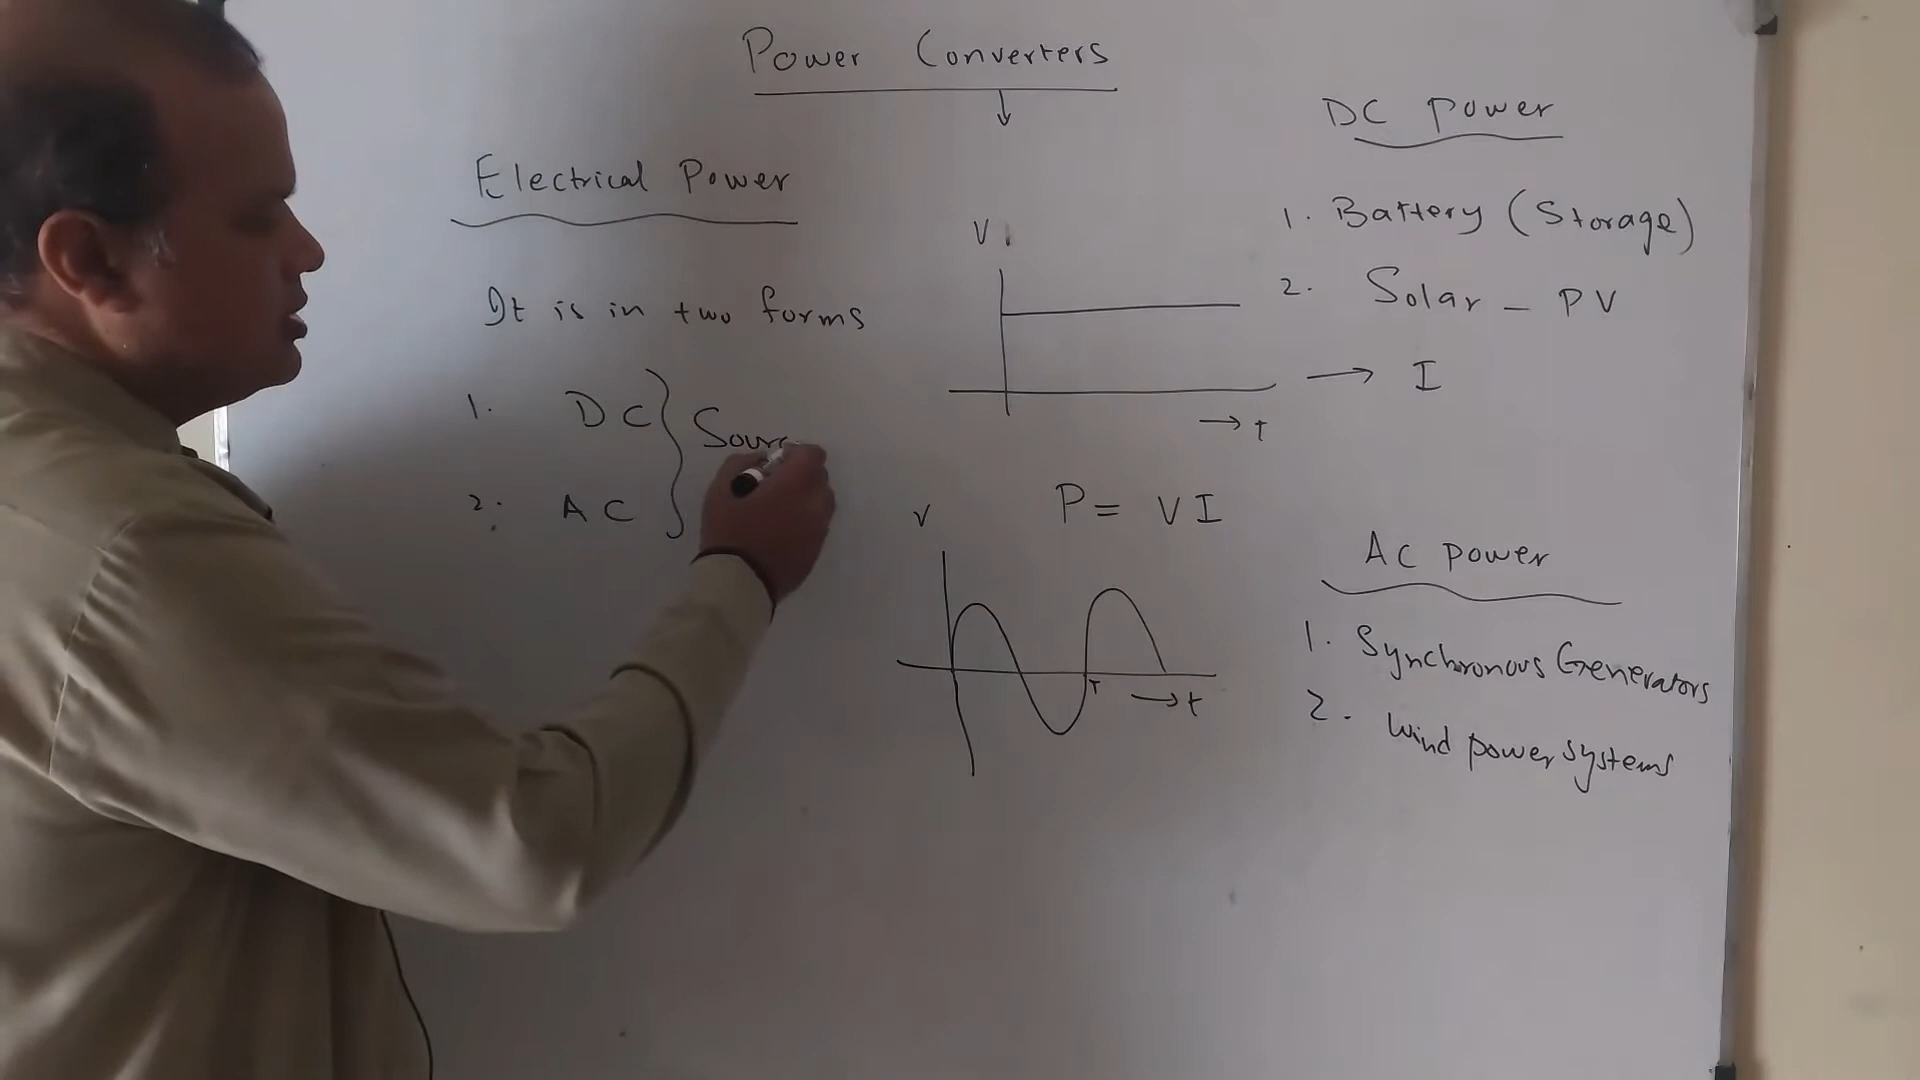 Power Converters
Electrical Power
It is in two forms
1. DC
2. AC
Sour
V
→ t
P = VI
V
T
→ t
DC Power
1. Battery (Storage)
2. Solar - PV
→ I
AC power
1. Synchronous Generators
2. Wind power systems